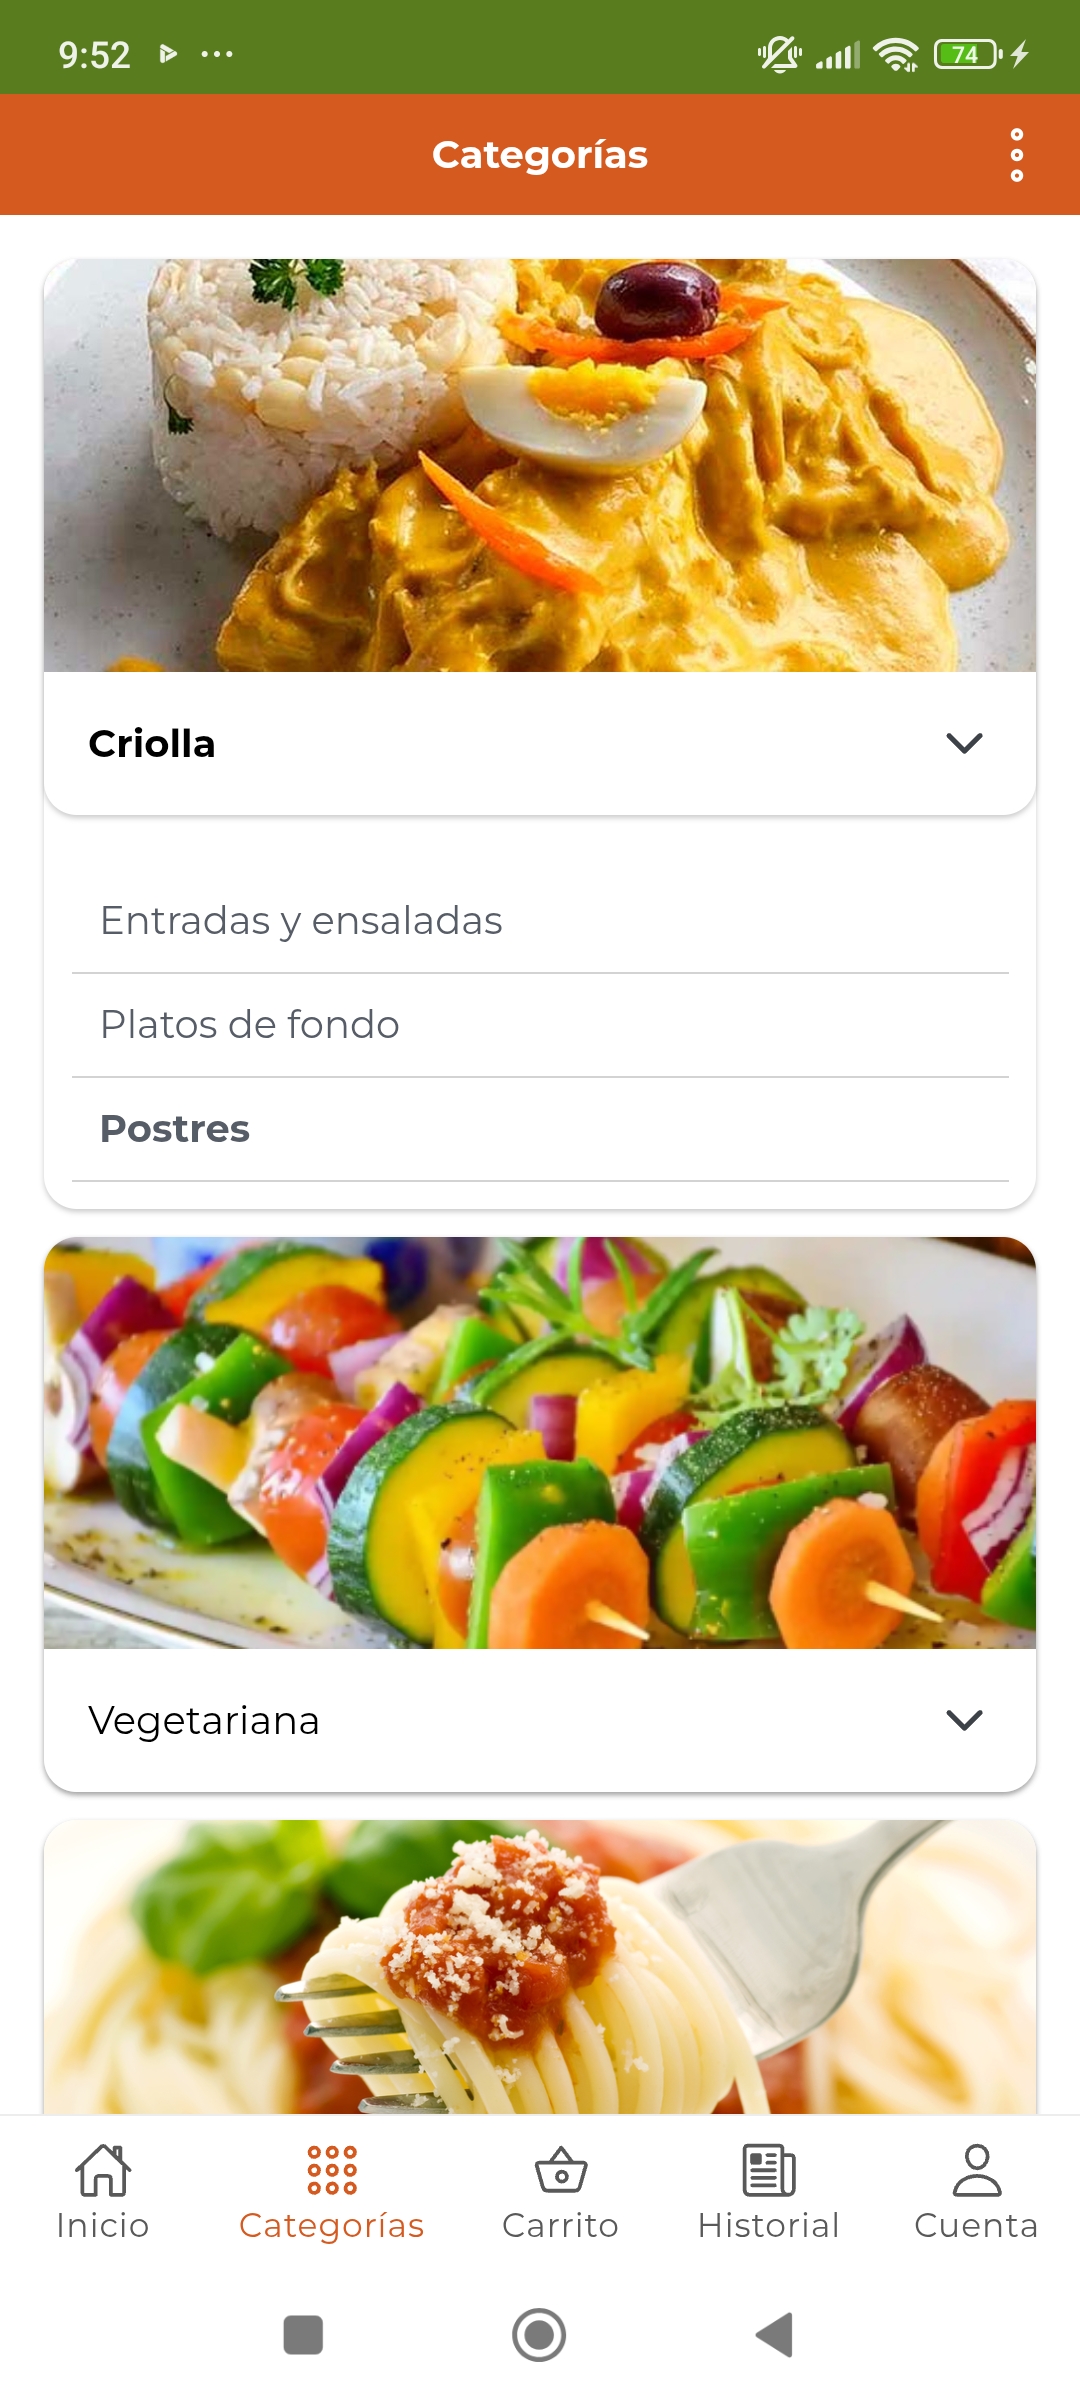 9:52
74
Categorías
Criolla
Entradas y ensaladas
Platos de fondo
Postres
Vegetariana
Inicio
Categorías
Carrito
Historial
Cuenta